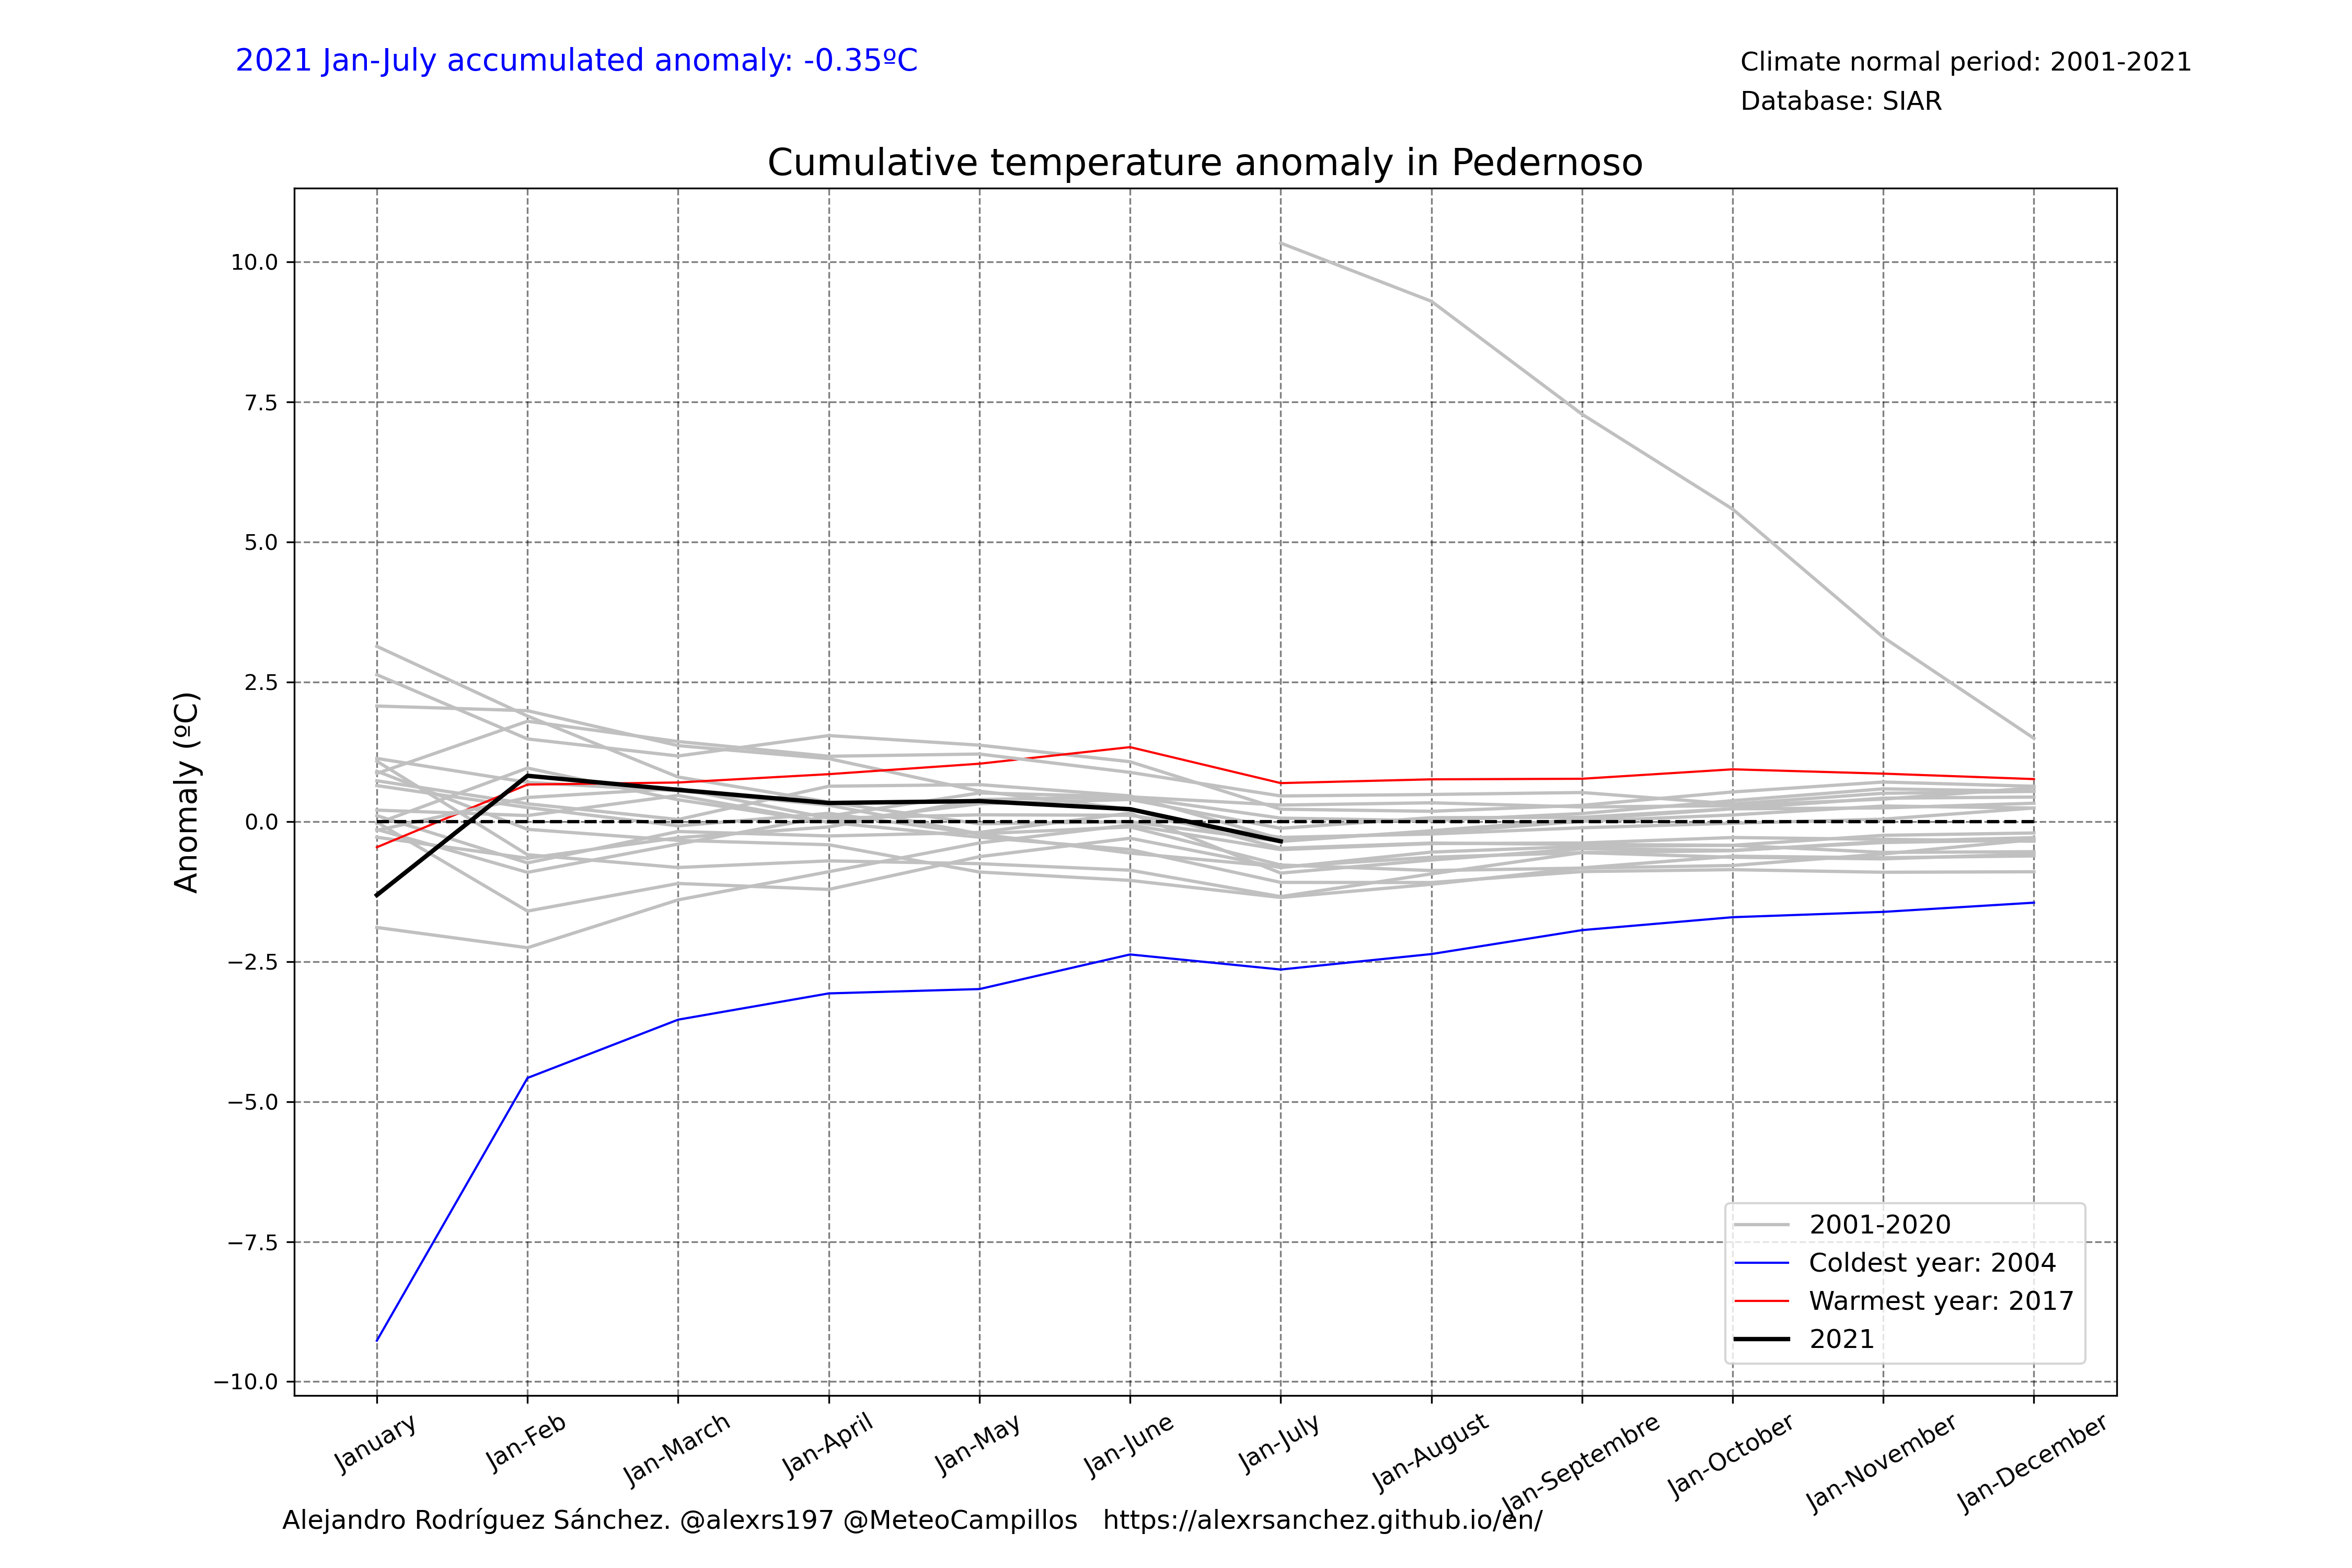 2021 Jan-July accumulated anomaly: -0.35ºC
Climate normal period: 2001-2021
Database: SIAR
Cumulative temperature anomaly in Pedernoso
Anomaly (ºC)
10.0
7.5
5.0
2.5
0.0
−2.5
−5.0
−7.5
−10.0
2001-2020
Coldest year: 2004
Warmest year: 2017
2021
January
Jan-Feb
Jan-March
Jan-April
Jan-May
Jan-June
Jan-July
Jan-August
Jan-Septembre
Jan-October
Jan-November
Jan-December
Alejandro Rodríguez Sánchez. @alexrs197 @MeteoCampillos   https://alexrsanchez.github.io/en/